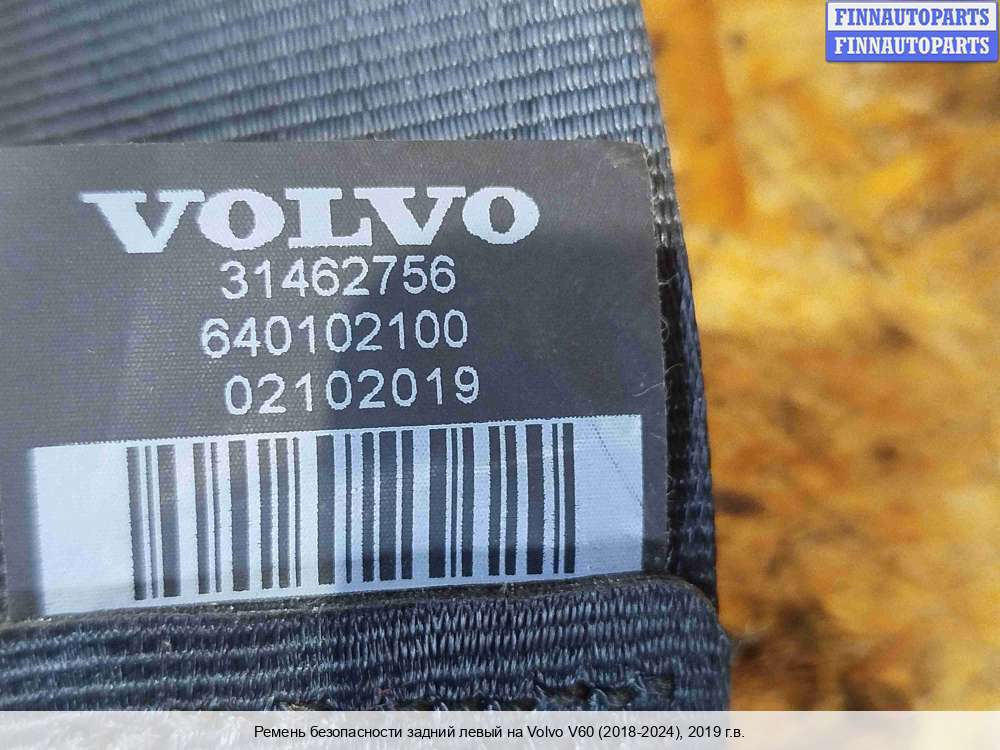 FINNAUTOPARTS
FINNAUTOPARTS
VOLVO
31462756
640102100
02102019
Ремень безопасности задний левый на Volvo V60 (2018-2024), 2019 г.в.